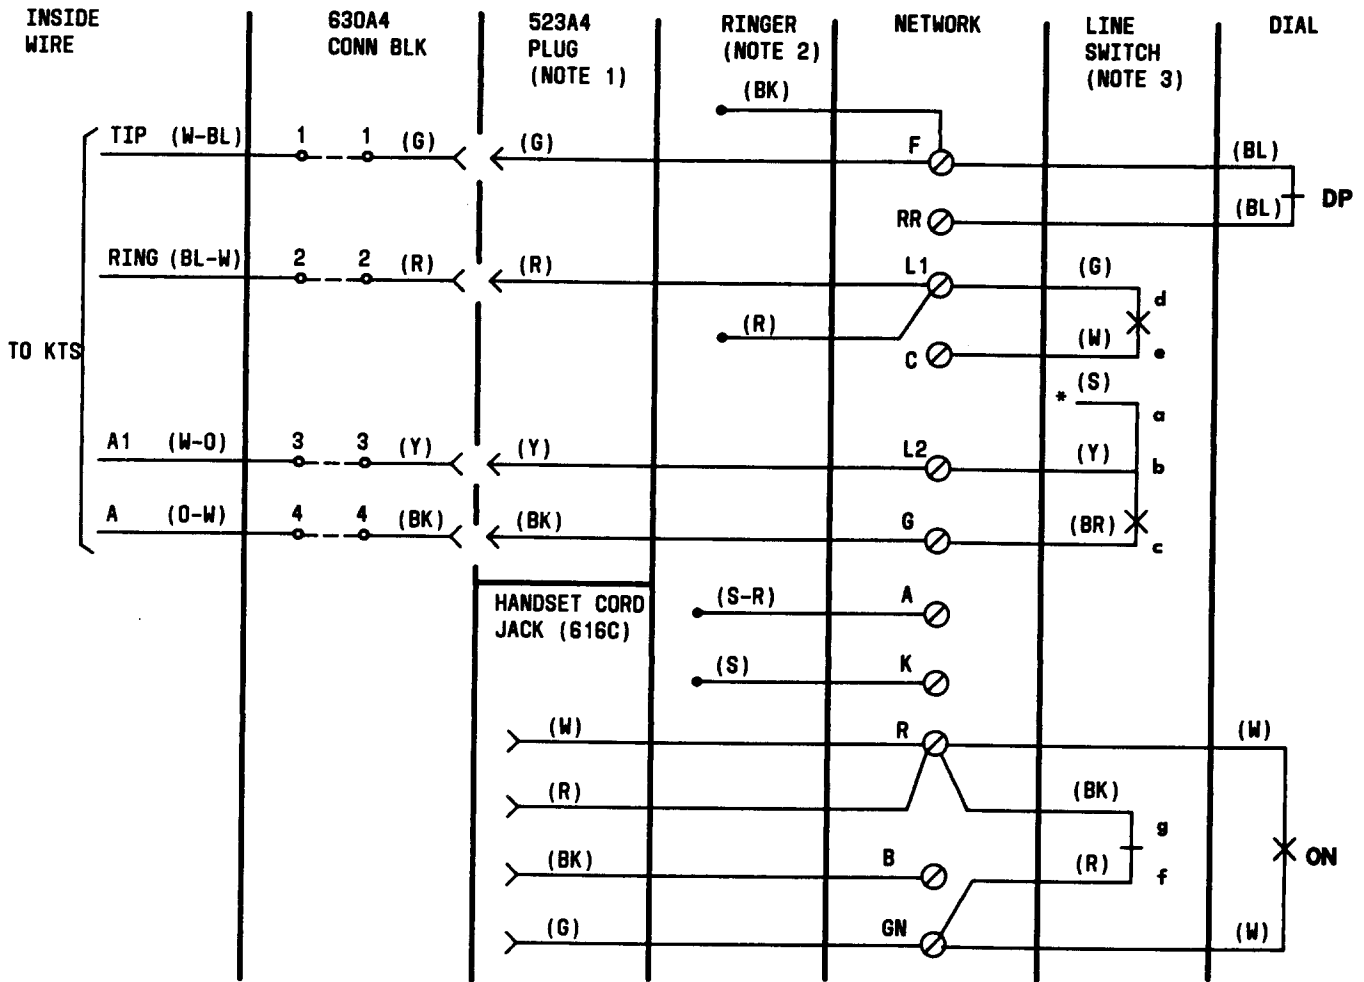 INSIDE WIRE
630A4 CONN BLK
523A4 PLUG (NOTE 1)
RINGER (NOTE 2)
NETWORK
LINE SWITCH (NOTE 3)
DIAL
(BK)
TIP (W-BL) 1 1 (G) (G) F (BL)
DP
RR (BL)
RING (BL-W) 2 2 (R) (R) L1 (G) d
(R) (W)
TO KTS
C e
* (S) a
A1 (W-O) 3 3 (Y) (Y) L2 (Y) b
A (O-W) 4 4 (BK) (BK) G (BR) c
HANDSET CORD JACK (616C)
(S-R) A
(S) K
(W) R (W)
(R) (BK) g
ON
(BK) B (R) f
(G) GN (W)